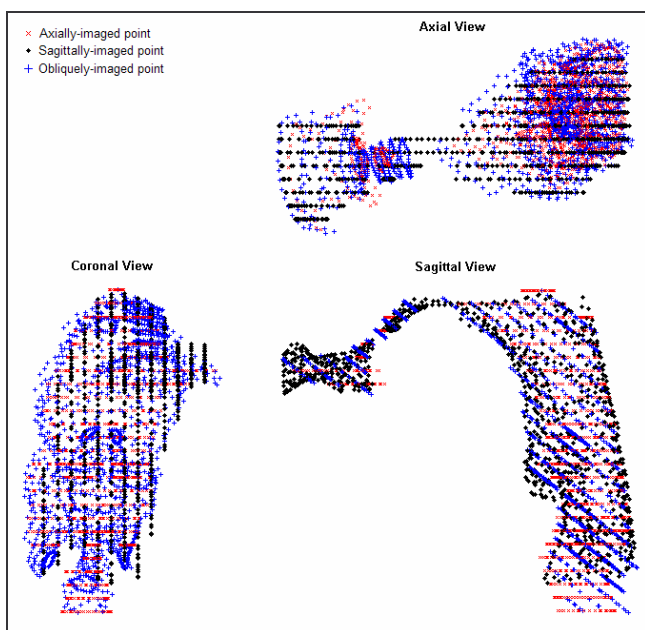 Axially-imaged point
Sagittally-imaged point
Obliquely-imaged point
Axial View
Coronal View
Sagittal View